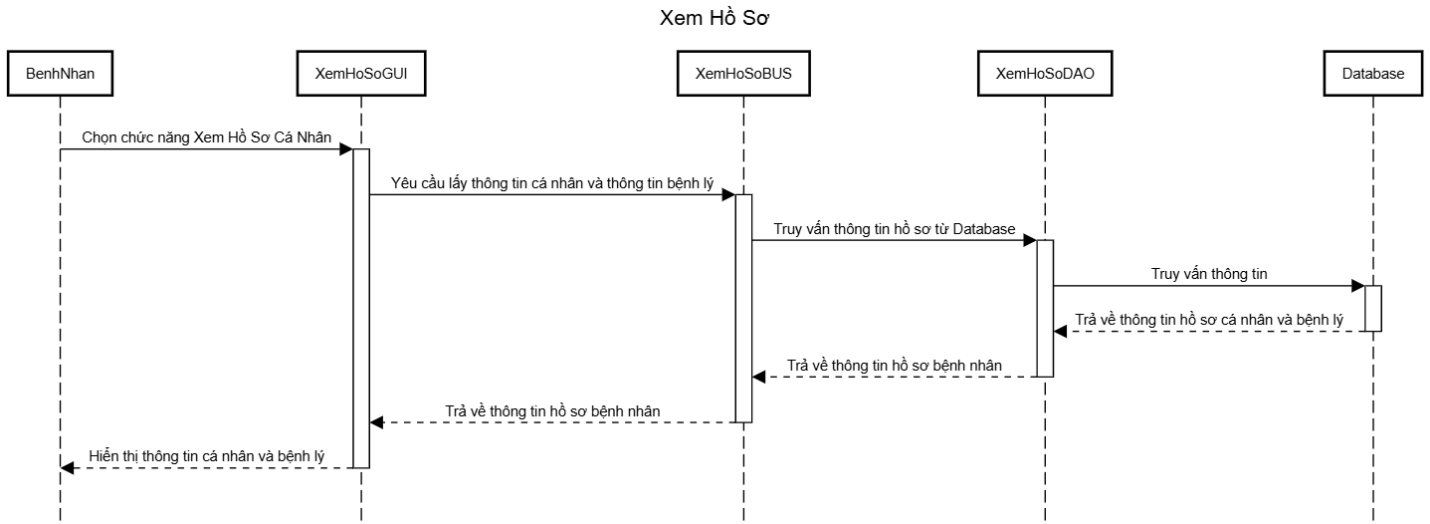 Xem Hồ Sơ
BenhNhan
XemHoSoGUI
XemHoSoBUS
XemHoSoDAO
Database
Chọn chức năng Xem Hồ Sơ Cá Nhân
Yêu cầu lấy thông tin cá nhân và thông tin bệnh lý
Truy vấn thông tin hồ sơ từ Database
Truy vấn thông tin
Trả về thông tin hồ sơ cá nhân và bệnh lý
Trả về thông tin hồ sơ bệnh nhân
Trả về thông tin hồ sơ bệnh nhân
Hiển thị thông tin cá nhân và bệnh lý